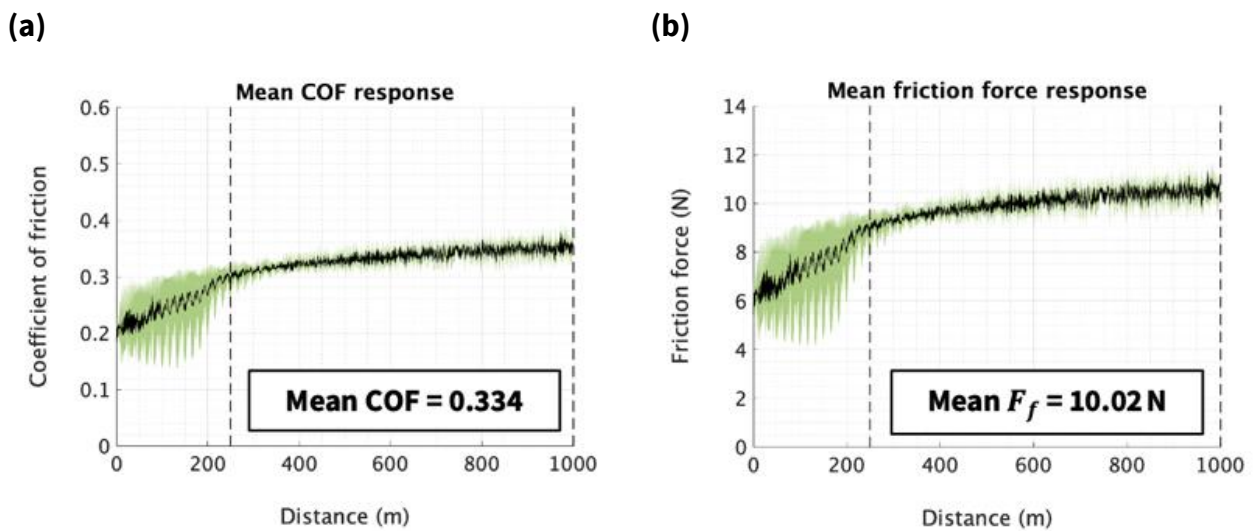 (a)
Mean COF response
Coefficient of friction
0.6
0.5
0.4
0.3
0.2
0.1
0
Mean COF = 0.334
0 200 400 600 800 1000
Distance (m)
(b)
Mean friction force response
Friction force (N)
14
12
10
8
6
4
2
0
Mean F_f = 10.02 N
0 200 400 600 800 1000
Distance (m)